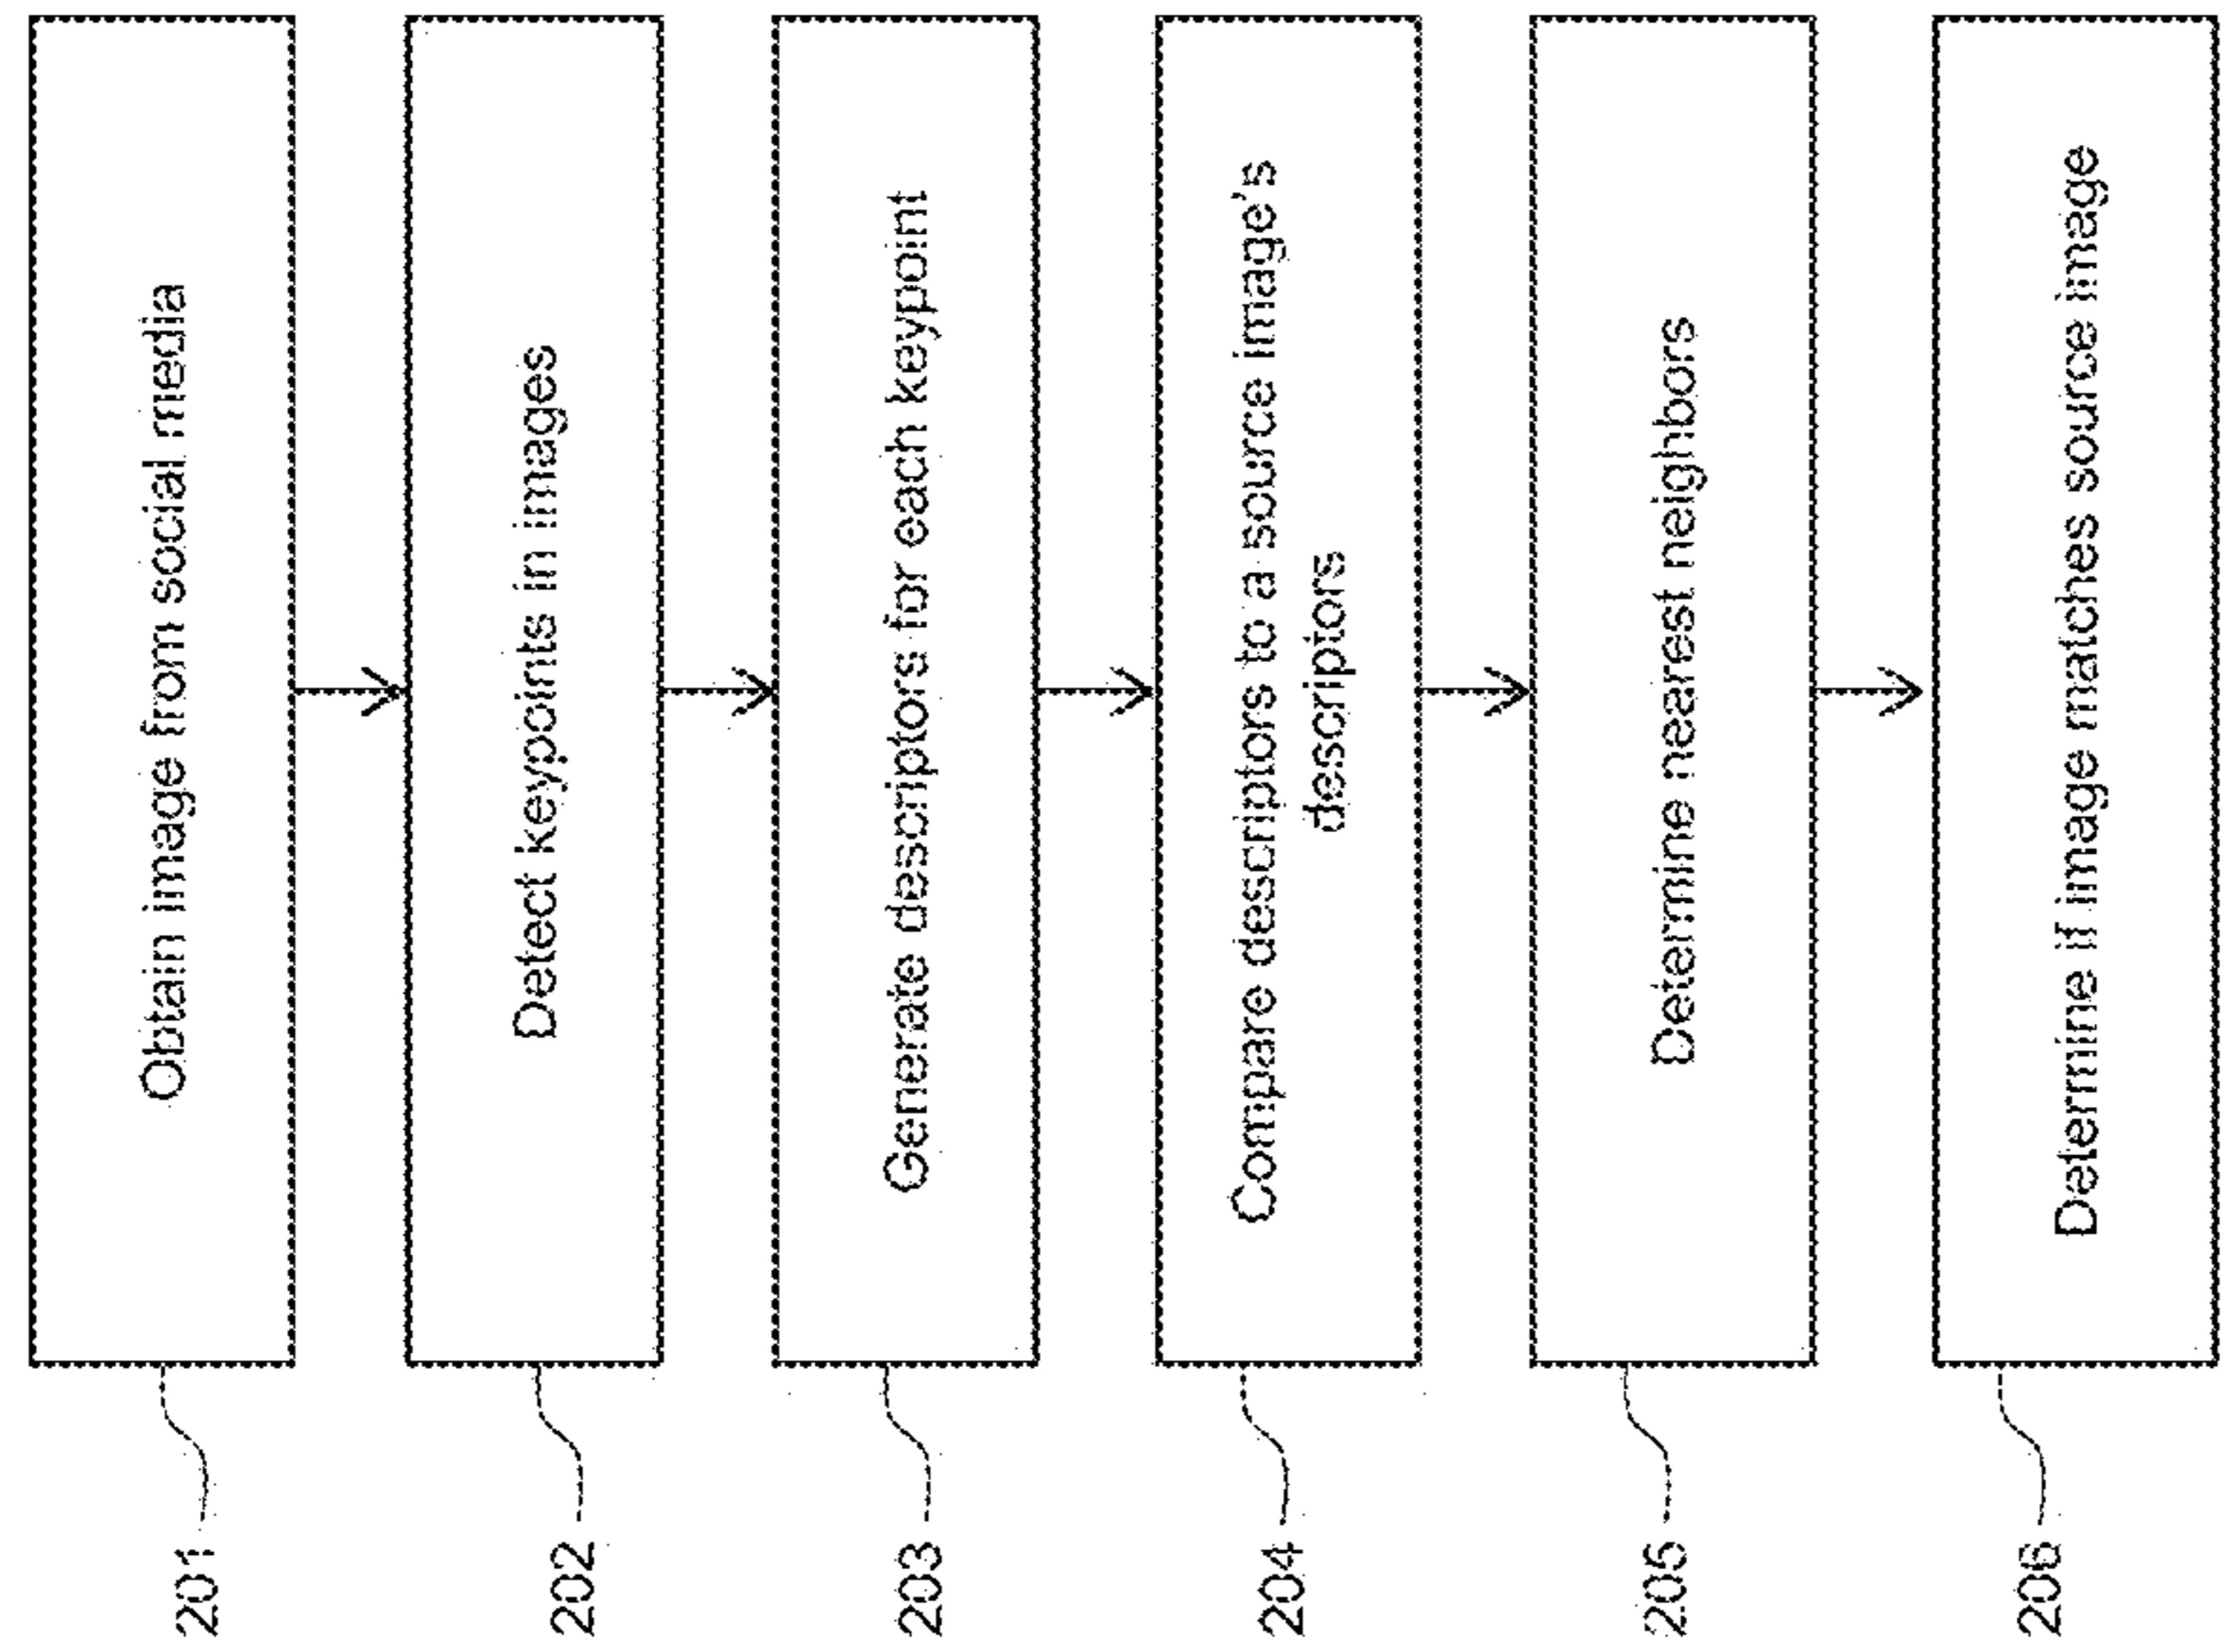 201
Obtain image from social media
202
Detect keypoints in images
203
Generate descriptors for each keypoint
204
Compare descriptors to a source image's
descriptors
205
Determine nearest neighbors
206
Determine if image matches source image